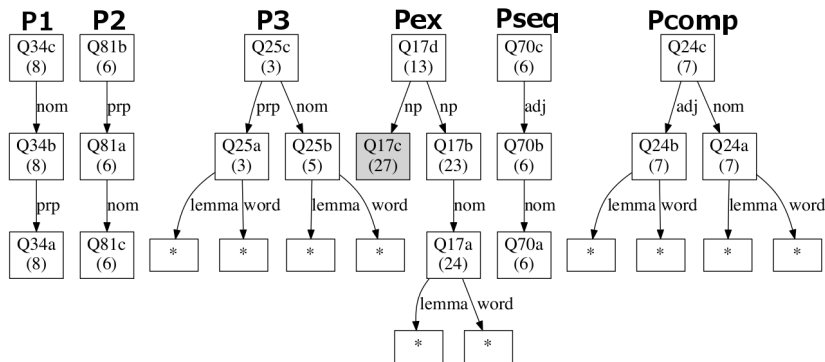 P1 P2 P3 Pex Pseq Pcomp
Q34c Q81b Q25c Q17d Q70c Q24c
(8) (6) (3) (13) (6) (7)
nom prp prp nom np np adj adj nom
Q34b Q81a Q25a Q25b Q17c Q17b Q70b Q24b Q24a
(8) (6) (3) (5) (27) (23) (6) (7) (7)
prp nom lemma word lemma word nom nom lemma word lemma word
Q34a Q81c * * * * Q17a Q70a * * * *
(8) (6) (24) (6)
lemma word
* *